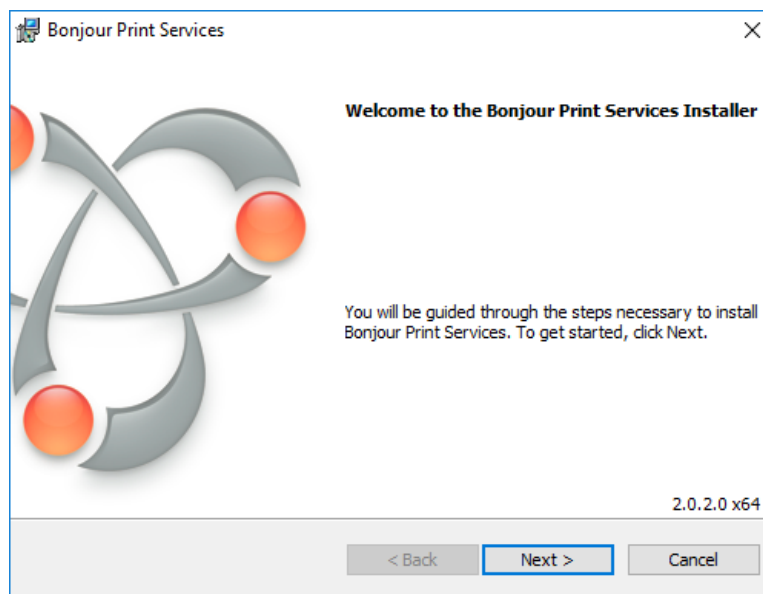 Bonjour Print Services
Welcome to the Bonjour Print Services Installer
You will be guided through the steps necessary to install
Bonjour Print Services. To get started, click Next.
2.0.2.0 x64
< Back
Next >
Cancel